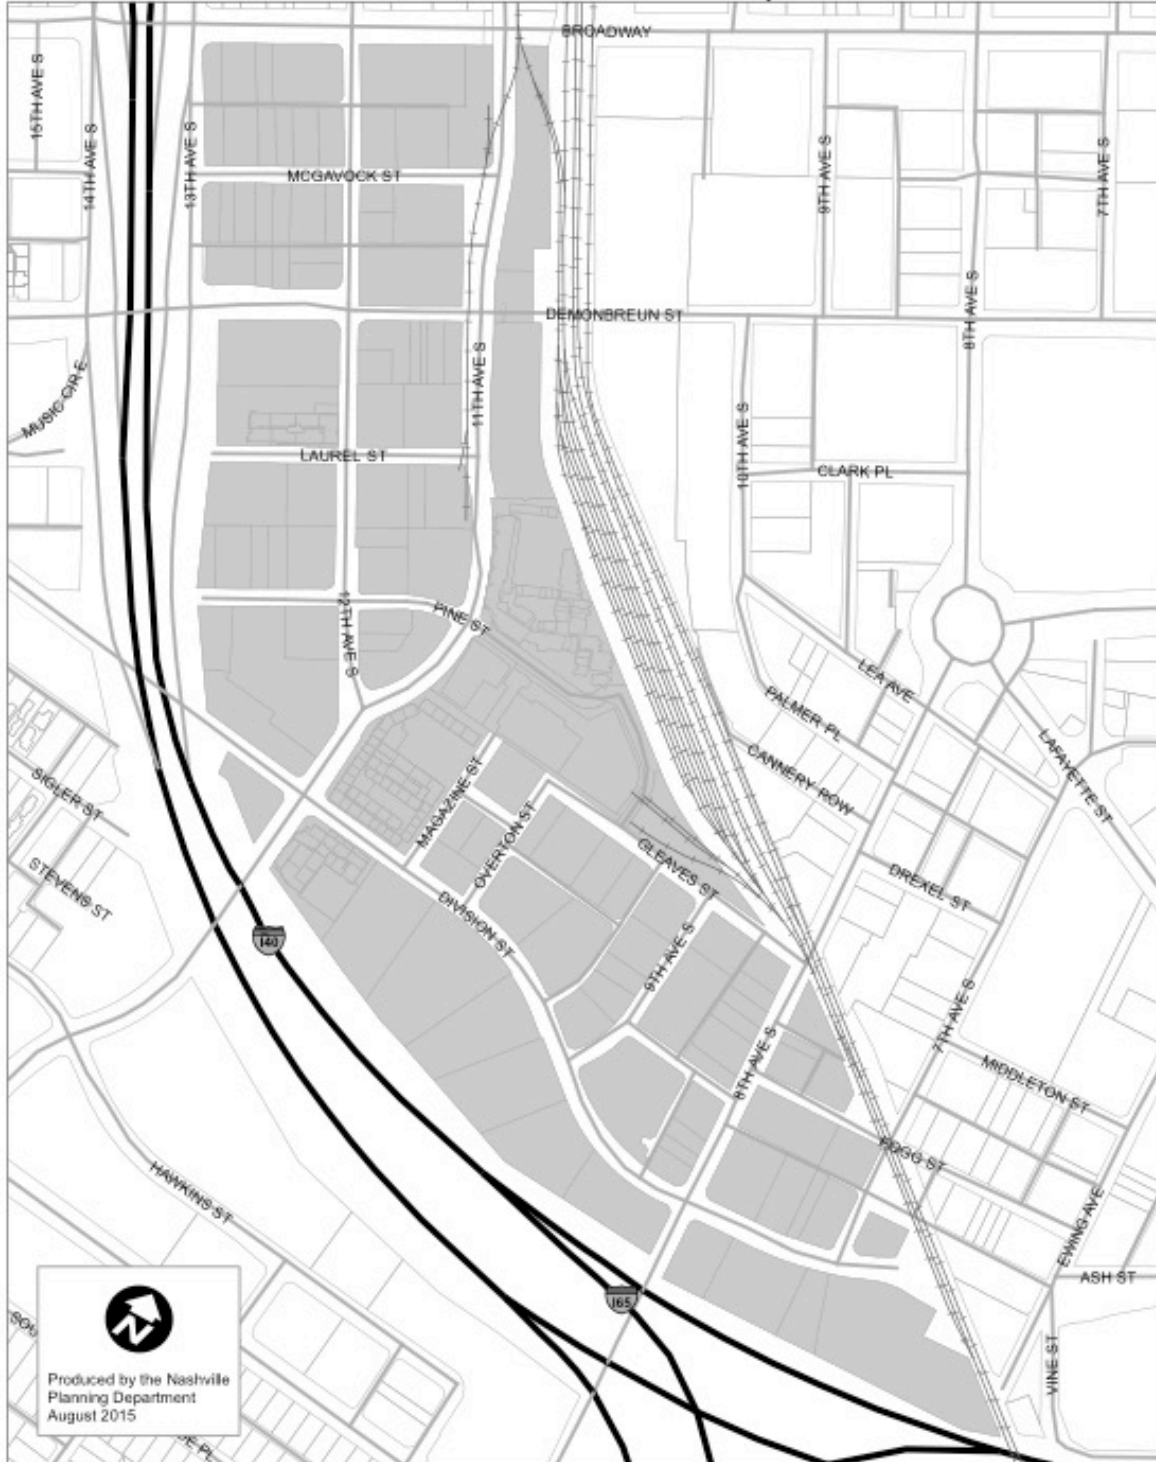 BROADWAY
15TH AVE S
14TH AVE S
13TH AVE S
MCGAVOCK ST
9TH AVE S
7TH AVE S
8TH AVE S
DEMONBREUN ST
MUSIC CIR E
11TH AVE S
10TH AVE S
LAUREL ST
CLARK PL
12TH AVE S
PINE ST
LEA AVE
PALMER PL
CANNERY ROW
LAFAYETTE ST
SIGLER ST
MAGAZINE ST
OVERTON ST
GLEAVES ST
STEVENS ST
DREXEL ST
DIVISION ST
I40
9TH AVE S
7TH AVE S
8TH AVE S
MIDDLETON ST
FOGG ST
HAWKINS ST
EWING AVE
ASH ST
I65
VINE ST
N
Produced by the Nashville
Planning Department
August 2015